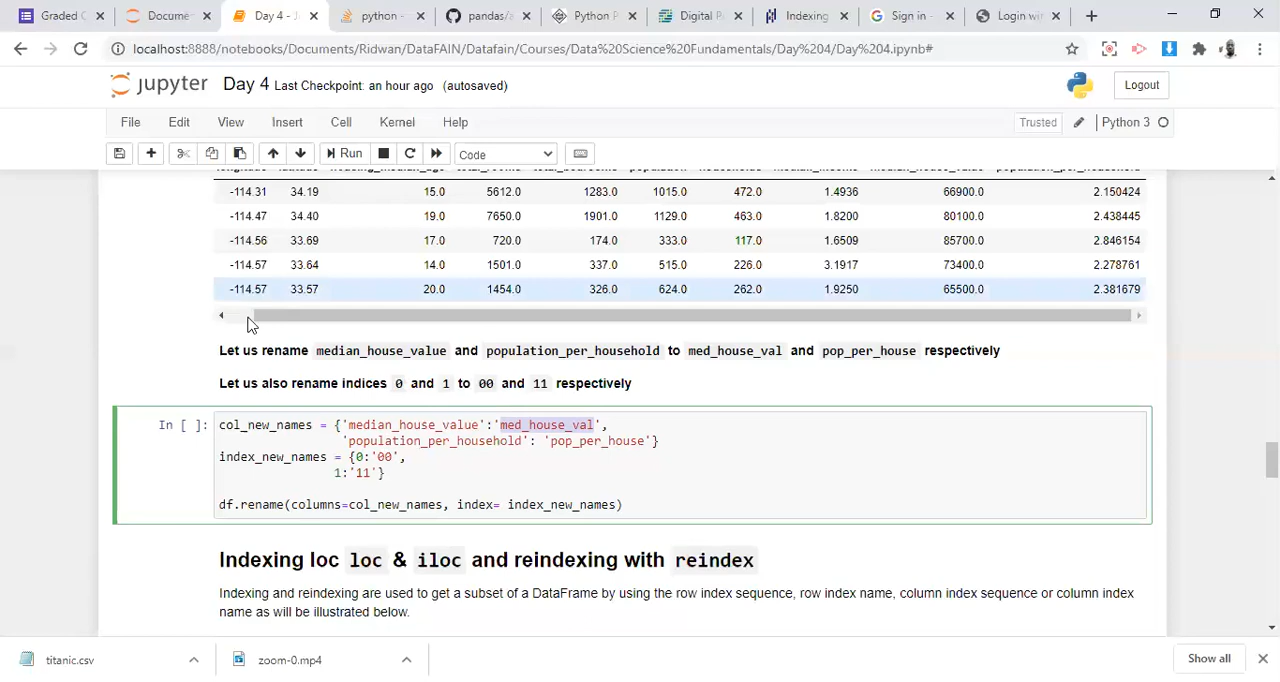 Graded C
Docume
Day 4 - J
python -
pandas/a
Python P
Digital P
Indexing
Sign in -
Login wi
localhost:8888/notebooks/Documents/Ridwan/DataFAIN/Datafain/Courses/Data%20Science%20Fundamentals/Day%204/Day%204.ipynb#
jupyter Day 4 Last Checkpoint: an hour ago (autosaved)
Logout
File Edit View Insert Cell Kernel Help
Trusted
Python 3
Run
Code
-114.31 34.19 15.0 5612.0 1283.0 1015.0 472.0 1.4936 66900.0 2.150424
-114.47 34.40 19.0 7650.0 1901.0 1129.0 463.0 1.8200 80100.0 2.438445
-114.56 33.69 17.0 720.0 174.0 333.0 117.0 1.6509 85700.0 2.846154
-114.57 33.64 14.0 1501.0 337.0 515.0 226.0 3.1917 73400.0 2.278761
-114.57 33.57 20.0 1454.0 326.0 624.0 262.0 1.9250 65500.0 2.381679
Let us rename median_house_value and population_per_household to med_house_val and pop_per_house respectively
Let us also rename indices 0 and 1 to 00 and 11 respectively
In [ ]: col_new_names = {'median_house_value':'med_house_val',
'population_per_household': 'pop_per_house'}
index_new_names = {0:'00',
1:'11'}
df.rename(columns=col_new_names, index= index_new_names)
Indexing loc loc & iloc and reindexing with reindex
Indexing and reindexing are used to get a subset of a DataFrame by using the row index sequence, row index name, column index sequence or column index
name as will be illustrated below.
titanic.csv
zoom-0.mp4
Show all